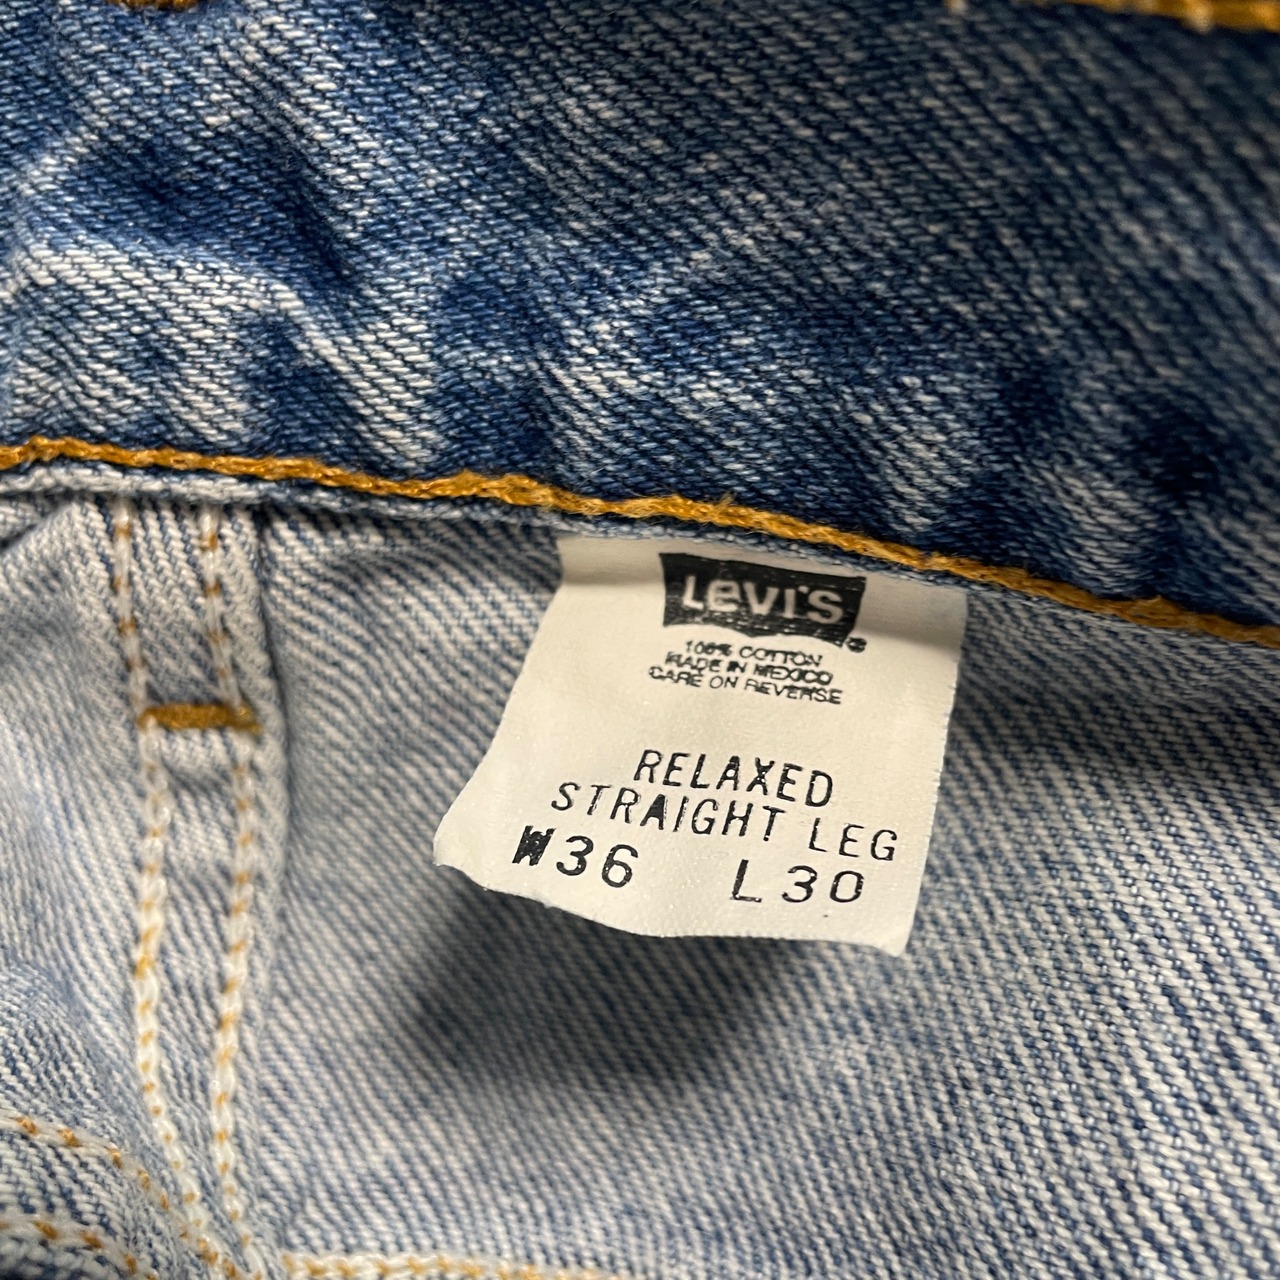 Levi's®
100% COTTON
MADE IN MEXICO
CARE ON REVERSE
RELAXED
STRAIGHT LEG
W36 L30